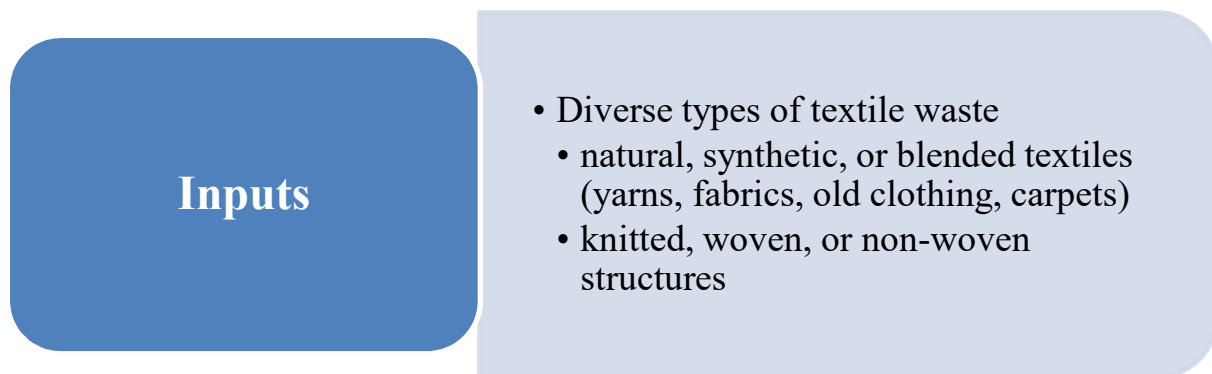 Inputs
• Diverse types of textile waste
• natural, synthetic, or blended textiles
(yarns, fabrics, old clothing, carpets)
• knitted, woven, or non-woven
structures